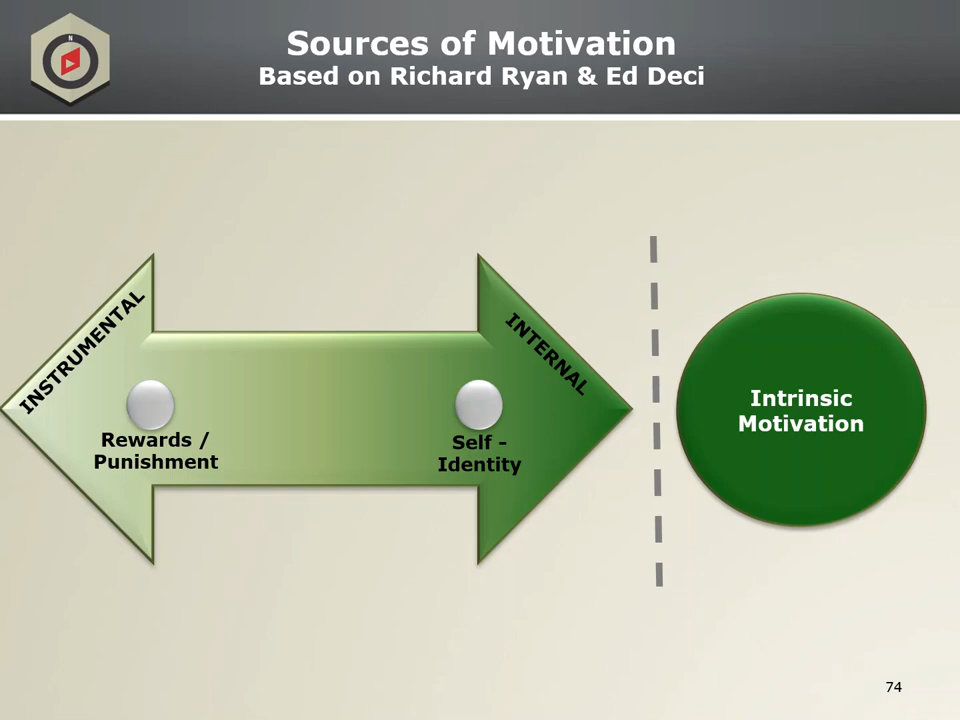 N
Sources of Motivation
Based on Richard Ryan & Ed Deci
INSTRUMENTAL
Rewards /
Punishment
INTERNAL
Self -
Identity
Intrinsic
Motivation
74